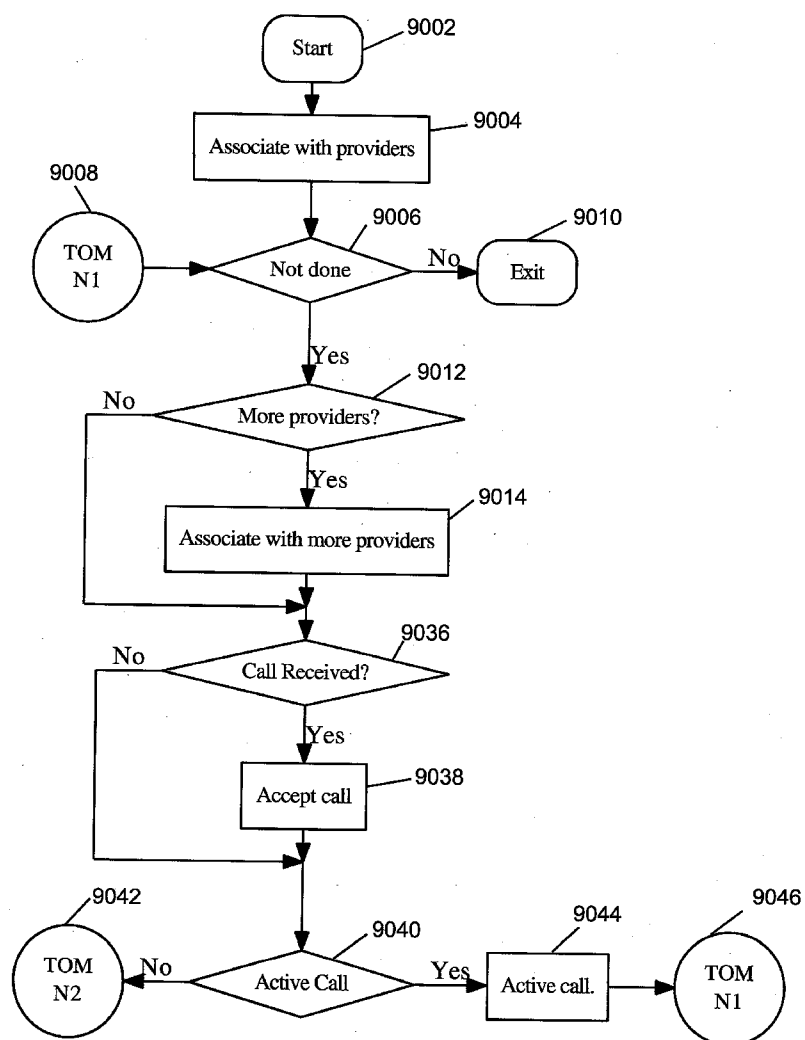 9002
Start
9004
Associate with providers
9008
9006
9010
TOM
N1
Not done
No
Exit
Yes
9012
No
More providers?
Yes
9014
Associate with more providers
9036
No
Call Received?
Yes
9038
Accept call
9042
9040
9044
9046
TOM
N2
No
Active Call
Yes
Active call.
TOM
N1